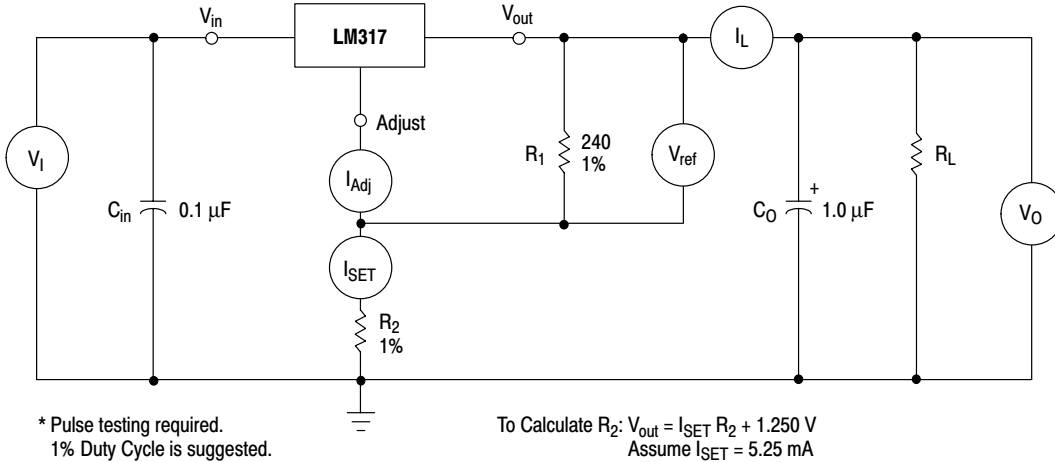 V_in
LM317
V_out
I_L
Adjust
V_I
C_in
0.1 μF
I_Adj
R_1
240
1%
V_ref
C_O
+
1.0 μF
R_L
V_O
I_SET
R_2
1%
* Pulse testing required.
1% Duty Cycle is suggested.
To Calculate R_2: V_out = I_SET R_2 + 1.250 V
Assume I_SET = 5.25 mA